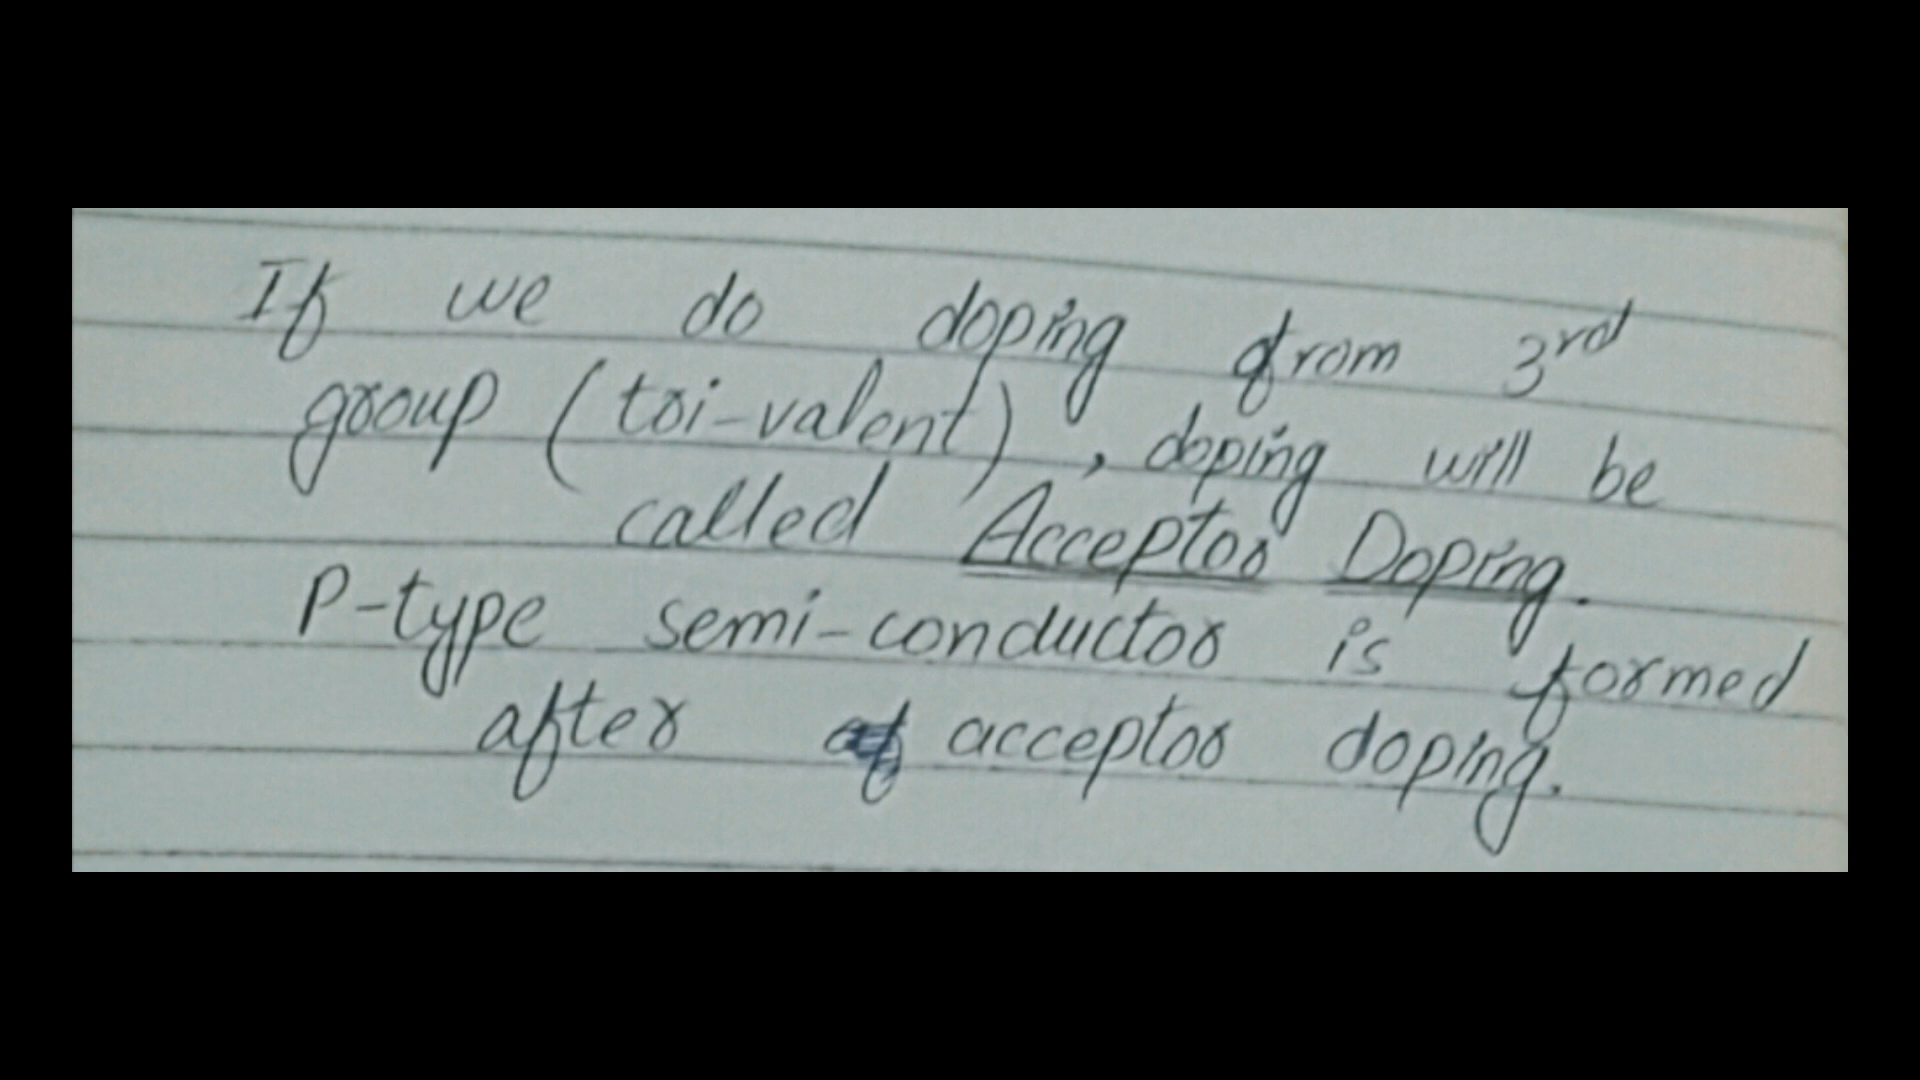 If we do doping from 3rd
group (tri-valent), doping will be
called Acceptor Doping.
P-type semi-conductor is formed
after acceptor doping.